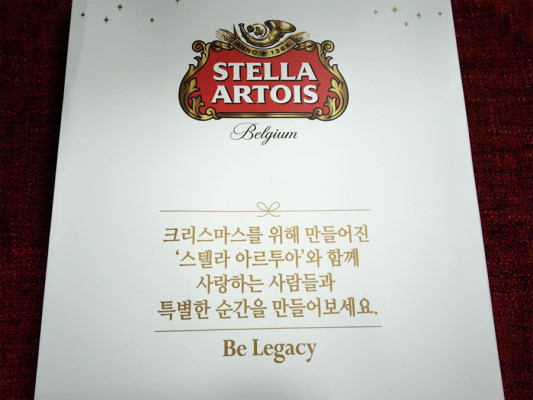 ANNO 1366
STELLA
ARTOIS
Belgium
크리스마스를 위해 만들어진
‘스텔라 아르투아’와 함께
사랑하는 사람들과
특별한 순간을 만들어보세요.
Be Legacy